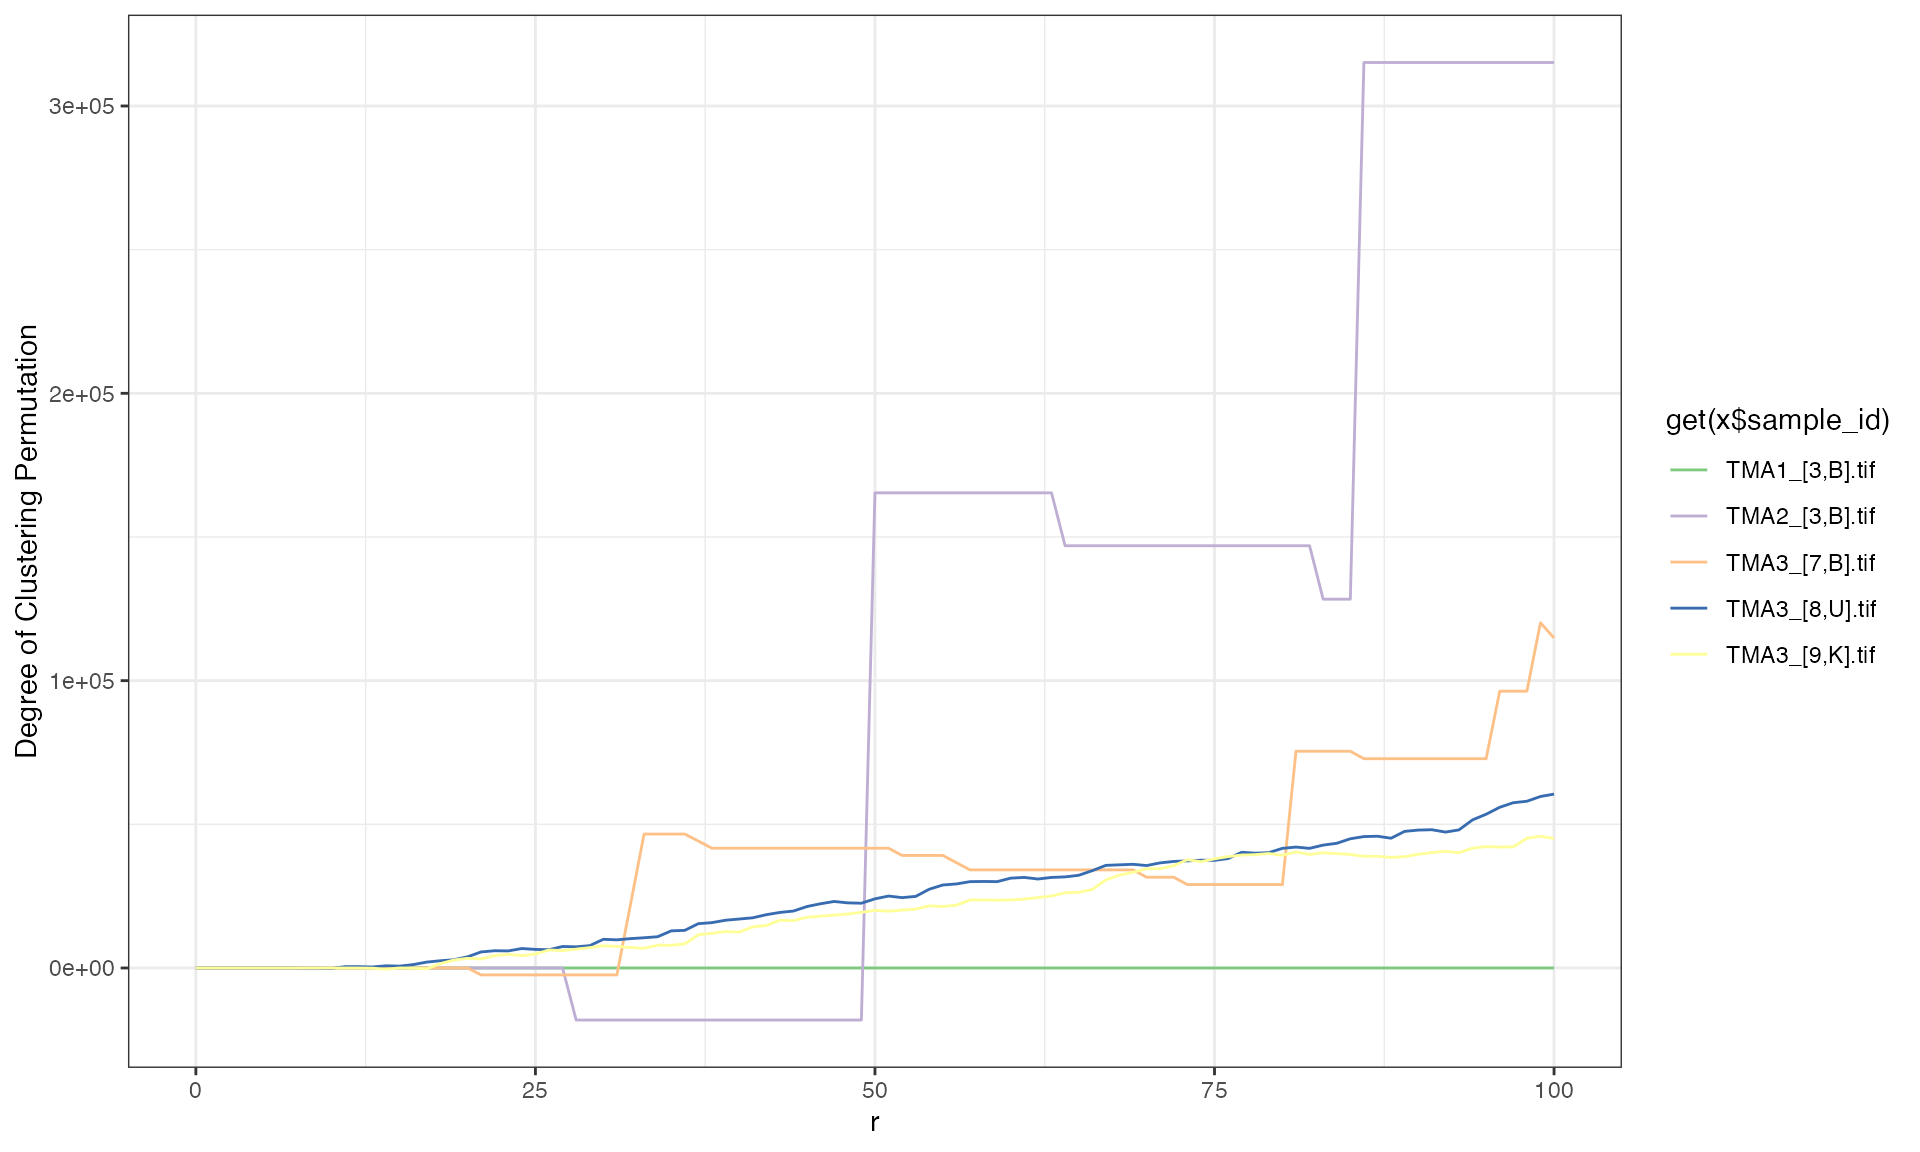 3e+05
2e+05
1e+05
0e+00
Degree of Clustering Permutation
0
25
50
75
100
r
get(x$sample_id)
TMA1_[3,B].tif
TMA2_[3,B].tif
TMA3_[7,B].tif
TMA3_[8,U].tif
TMA3_[9,K].tif